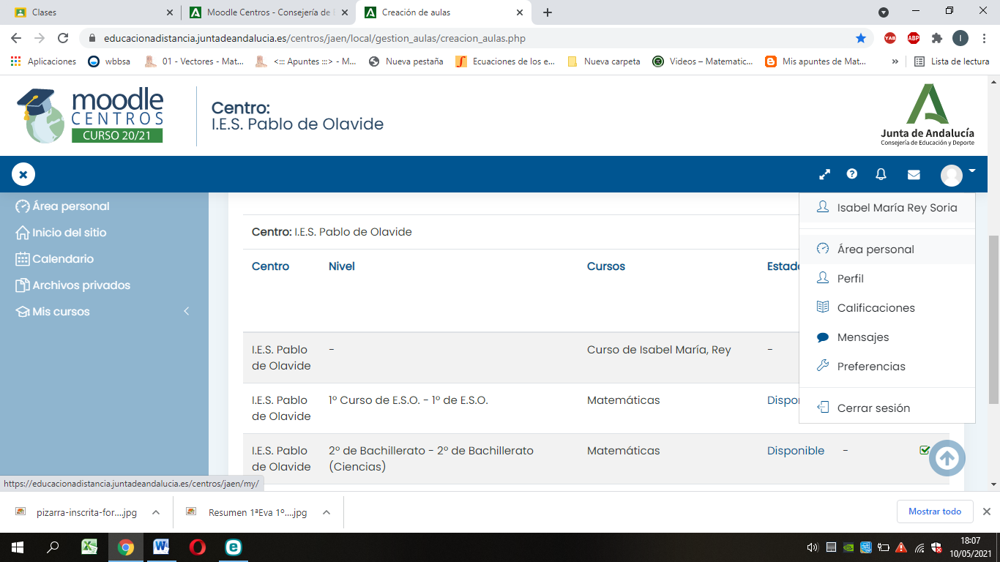 Clases
Moodle Centros - Consejería de E
Creación de aulas
educacionadistancia.juntadeandalucia.es/centros/jaen/local/gestion_aulas/creacion_aulas.php
YAB
ABP
I
Aplicaciones
wbbsa
01 - Vectores - Mat...
<::: Apuntes :::> - M...
Nueva pestaña
Ecuaciones de los e...
Nueva carpeta
Videos – Matematic...
Mis apuntes de Mat...
»
Lista de lectura
moodle
CENTROS
CURSO 20/21
Centro:
I.E.S. Pablo de Olavide
Junta de Andalucía
Consejería de Educación y Deporte
Área personal
Inicio del sitio
Calendario
Archivos privados
Mis cursos
Isabel María Rey Soria
Área personal
Perfil
Calificaciones
Mensajes
Preferencias
Cerrar sesión
Centro: I.E.S. Pablo de Olavide
Centro Nivel Cursos Estado
I.E.S. Pablo de Olavide - Curso de Isabel María, Rey -
I.E.S. Pablo de Olavide 1º Curso de E.S.O. - 1º de E.S.O. Matemáticas Dispon
I.E.S. Pablo de Olavide 2º de Bachillerato - 2º de Bachillerato (Ciencias) Matemáticas Disponible -
https://educacionadistancia.juntadeandalucia.es/centros/jaen/my/
pizarra-inscrita-for....jpg
Resumen 1ªEva 1º....jpg
Mostrar todo
18:07
10/05/2021